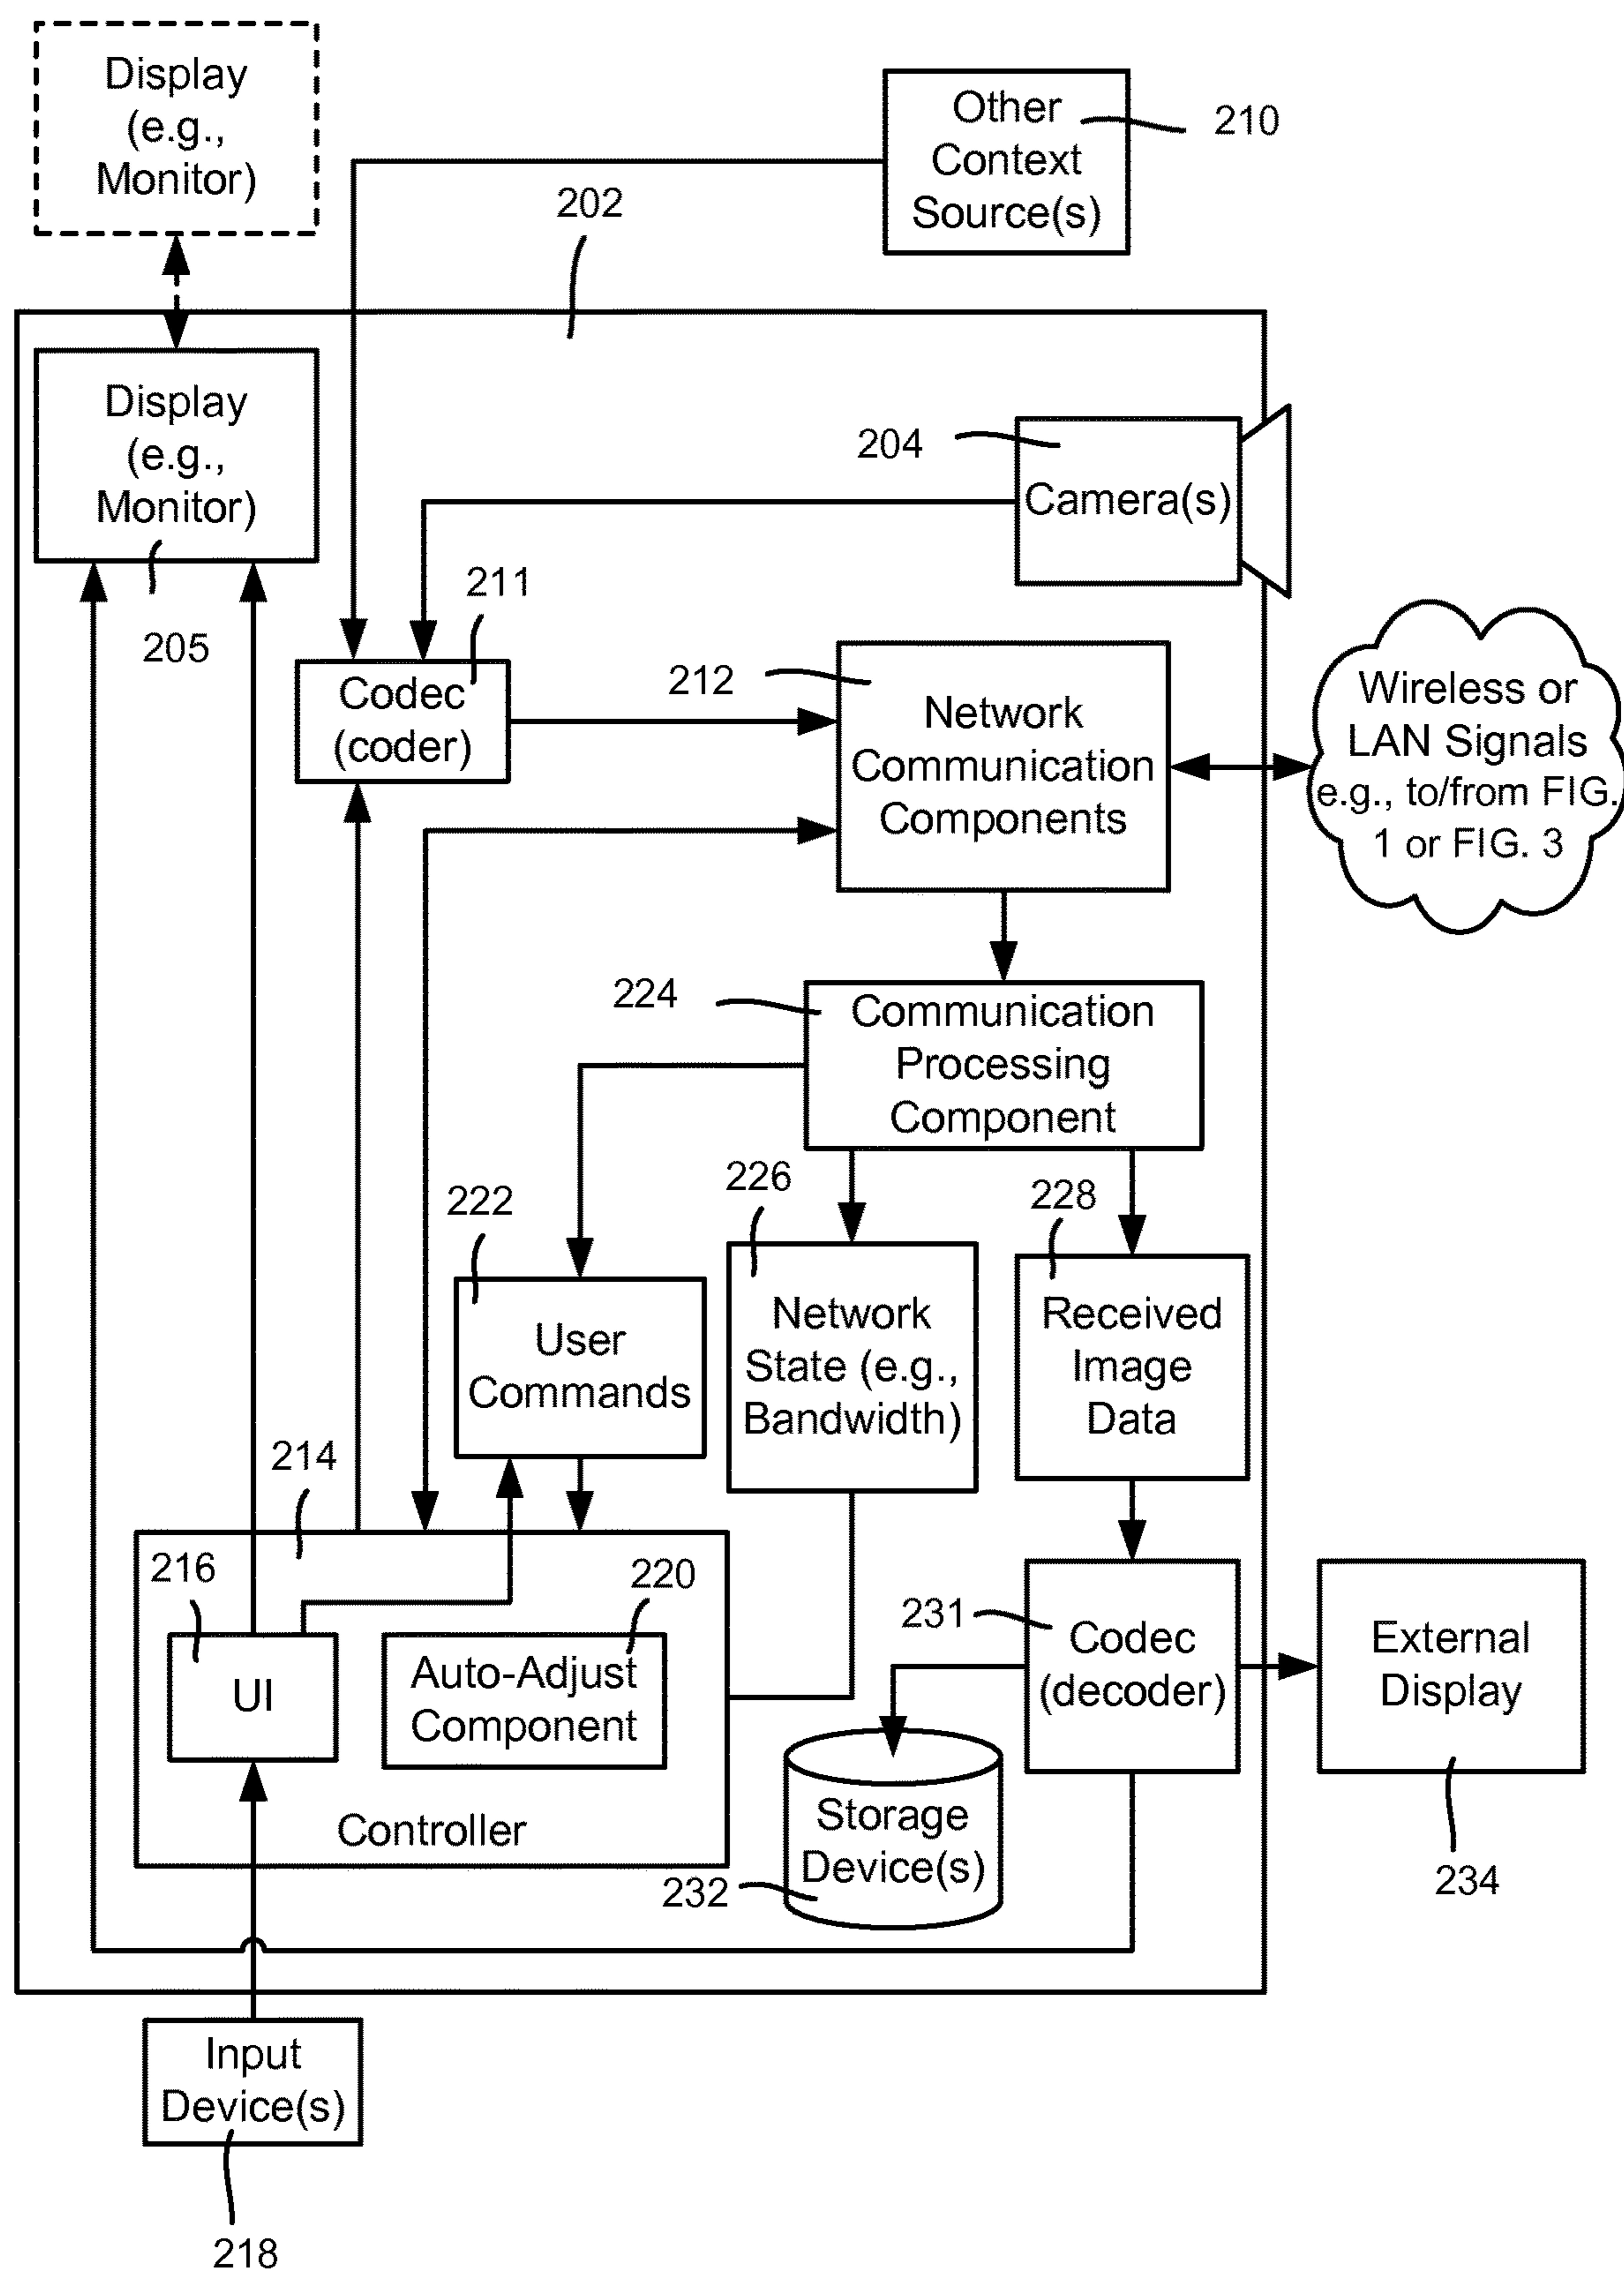 Display
(e.g.,
Monitor)
Other
Context
Source(s)
210
202
Display
(e.g.,
Monitor)
205
204
Camera(s)
211
Codec
(coder)
212
Network
Communication
Components
Wireless or
LAN Signals
e.g., to/from FIG.
1 or FIG. 3
224
Communication
Processing
Component
222
User
Commands
226
Network
State (e.g.,
Bandwidth)
228
Received
Image
Data
214
216
UI
220
Auto-Adjust
Component
Controller
231
Codec
(decoder)
External
Display
234
Storage
Device(s)
232
Input
Device(s)
218